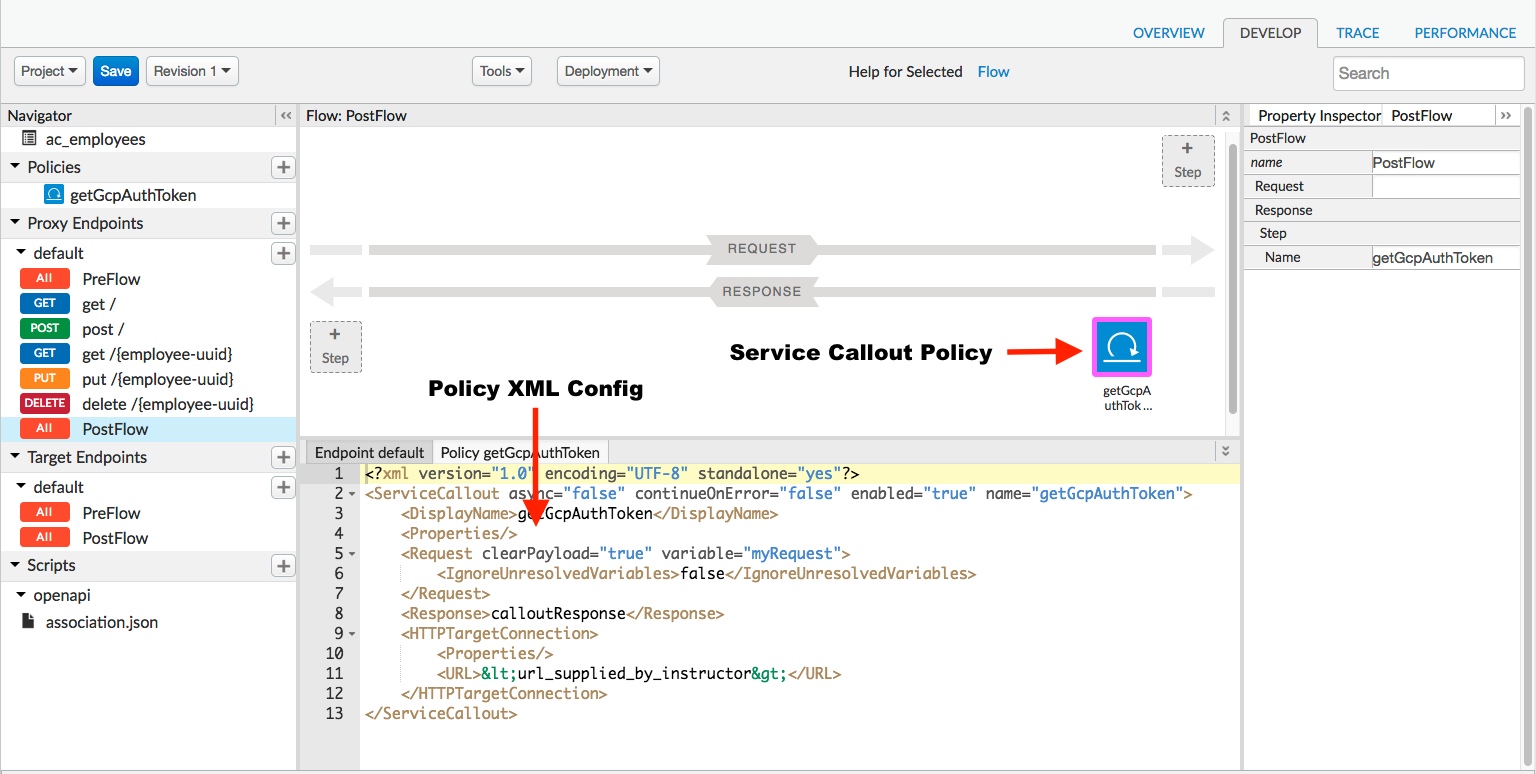 OVERVIEW DEVELOP TRACE PERFORMANCE
Project Save Revision 1 Tools Deployment Help for Selected Flow Search
Navigator
ac_employees
Policies
getGcpAuthToken
Proxy Endpoints
default
All PreFlow
GET get /
POST post /
GET get /{employee-uuid}
PUT put /{employee-uuid}
DELETE delete /{employee-uuid}
All PostFlow
Target Endpoints
default
All PreFlow
All PostFlow
Scripts
openapi
association.json
Flow: PostFlow
+
Step
REQUEST
RESPONSE
+
Step
Service Callout Policy
getGcpA
uthTok ...
Policy XML Config
Endpoint default Policy getGcpAuthToken
1 <?xml version="1.0" encoding="UTF-8" standalone="yes"?>
2 <ServiceCallout async="false" continueOnError="false" enabled="true" name="getGcpAuthToken">
3 <DisplayName>getGcpAuthToken</DisplayName>
4 <Properties/>
5 <Request clearPayload="true" variable="myRequest">
6 <IgnoreUnresolvedVariables>false</IgnoreUnresolvedVariables>
7 </Request>
8 <Response>calloutResponse</Response>
9 <HTTPTargetConnection>
10 <Properties/>
11 <URL>&lt;url_supplied_by_instructor&gt;</URL>
12 </HTTPTargetConnection>
13 </ServiceCallout>
Property Inspector PostFlow
PostFlow
name PostFlow
Request
Response
Step
Name getGcpAuthToken